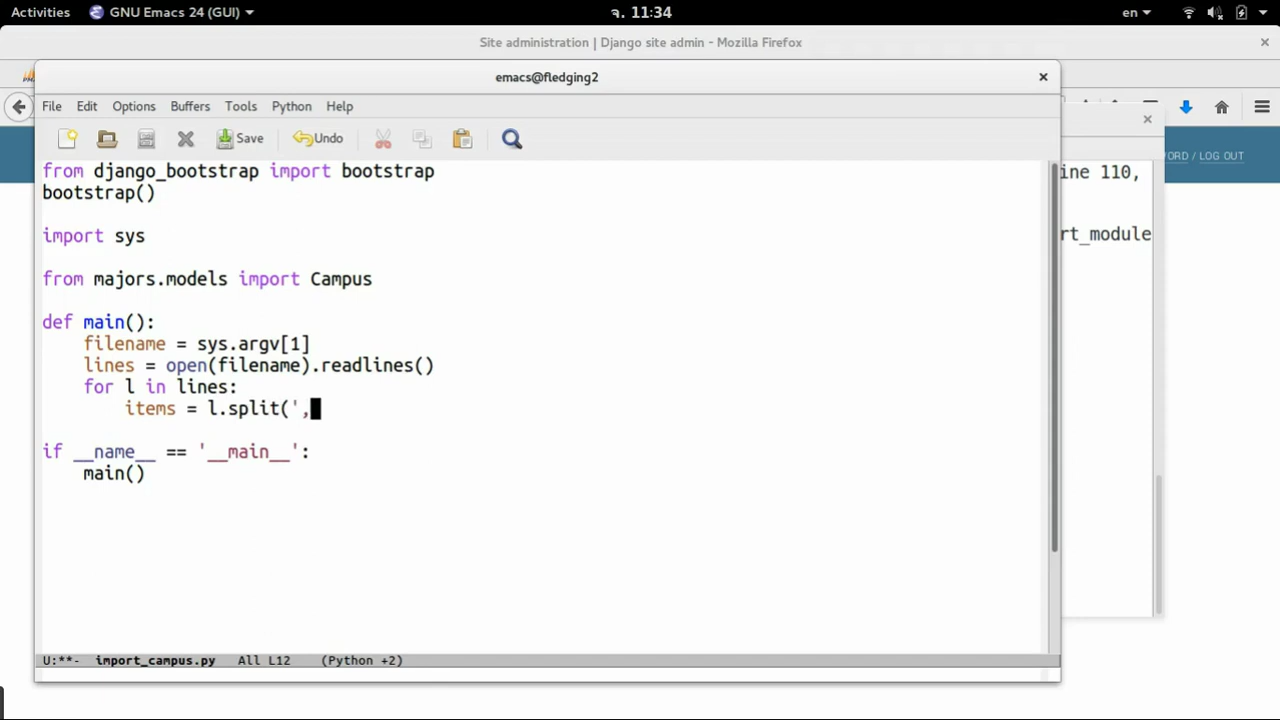 Activities GNU Emacs 24 (GUI) จ. 11:34 en
Site administration | Django site admin - Mozilla Firefox
emacs@fledging2
File Edit Options Buffers Tools Python Help
Save Undo
from django_bootstrap import bootstrap
bootstrap()
import sys
from majors.models import Campus
def main():
filename = sys.argv[1]
lines = open(filename).readlines()
for l in lines:
items = l.split(',
if __name__ == '__main__':
main()
U:**- import_campus.py All L12 (Python +2)
WORD / LOG OUT
ine 110,
rt_module